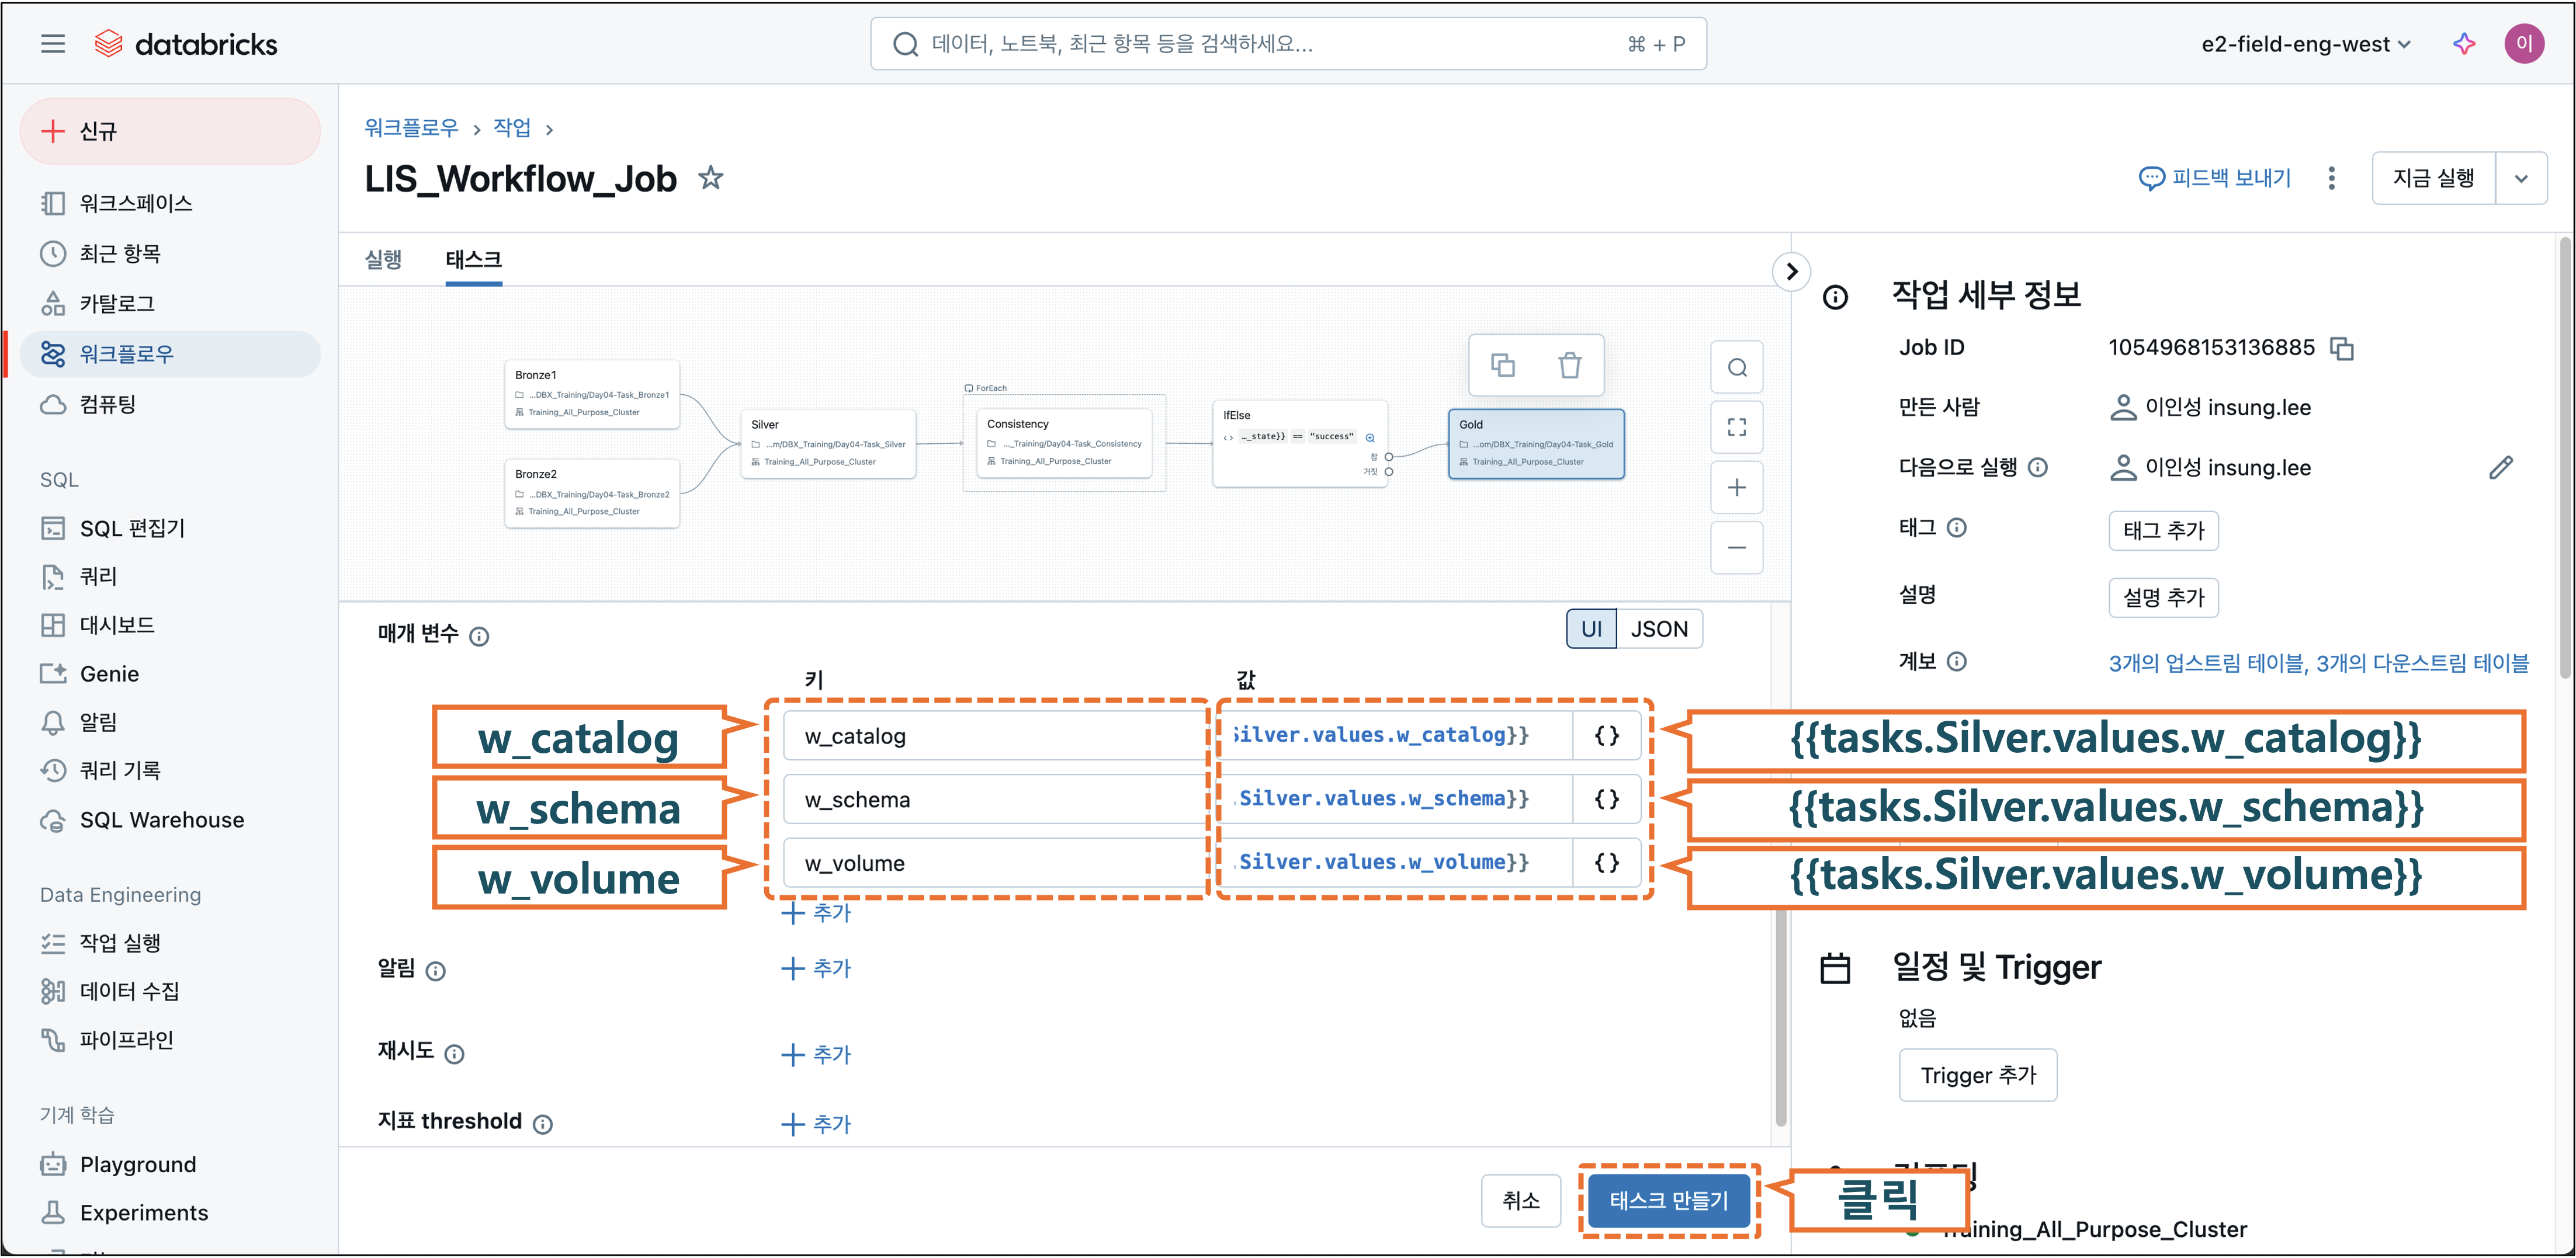 databricks
데이터, 노트북, 최근 항목 등을 검색하세요...
⌘ + P
e2-field-eng-west
이
신규
워크스페이스
최근 항목
카탈로그
워크플로우
컴퓨팅
SQL
SQL 편집기
쿼리
대시보드
Genie
알림
쿼리 기록
SQL Warehouse
Data Engineering
작업 실행
데이터 수집
파이프라인
기계 학습
Playground
Experiments
워크플로우 › 작업 ›
LIS_Workflow_Job
피드백 보내기
지금 실행
실행
태스크
Bronze1
...DBX_Training/Day04-Task_Bronze1
Training_All_Purpose_Cluster
Bronze2
...DBX_Training/Day04-Task_Bronze2
Training_All_Purpose_Cluster
Silver
...m/DBX_Training/Day04-Task_Silver
Training_All_Purpose_Cluster
ForEach
Consistency
..._Training/Day04-Task_Consistency
Training_All_Purpose_Cluster
IfElse
..._state}} == "success"
참
거짓
Gold
...om/DBX_Training/Day04-Task_Gold
Training_All_Purpose_Cluster
매개 변수
UI
JSON
키
값
w_catalog
w_catalog
Silver.values.w_catalog}}
{}
{{tasks.Silver.values.w_catalog}}
w_schema
w_schema
.Silver.values.w_schema}}
{}
{{tasks.Silver.values.w_schema}}
w_volume
w_volume
.Silver.values.w_volume}}
{}
{{tasks.Silver.values.w_volume}}
+ 추가
알림
+ 추가
재시도
+ 추가
지표 threshold
+ 추가
취소
태스크 만들기
클릭
작업 세부 정보
Job ID
1054968153136885
만든 사람
이인성 insung.lee
다음으로 실행
이인성 insung.lee
태그
태그 추가
설명
설명 추가
계보
3개의 업스트림 테이블, 3개의 다운스트림 테이블
일정 및 Trigger
없음
Trigger 추가
Training_All_Purpose_Cluster